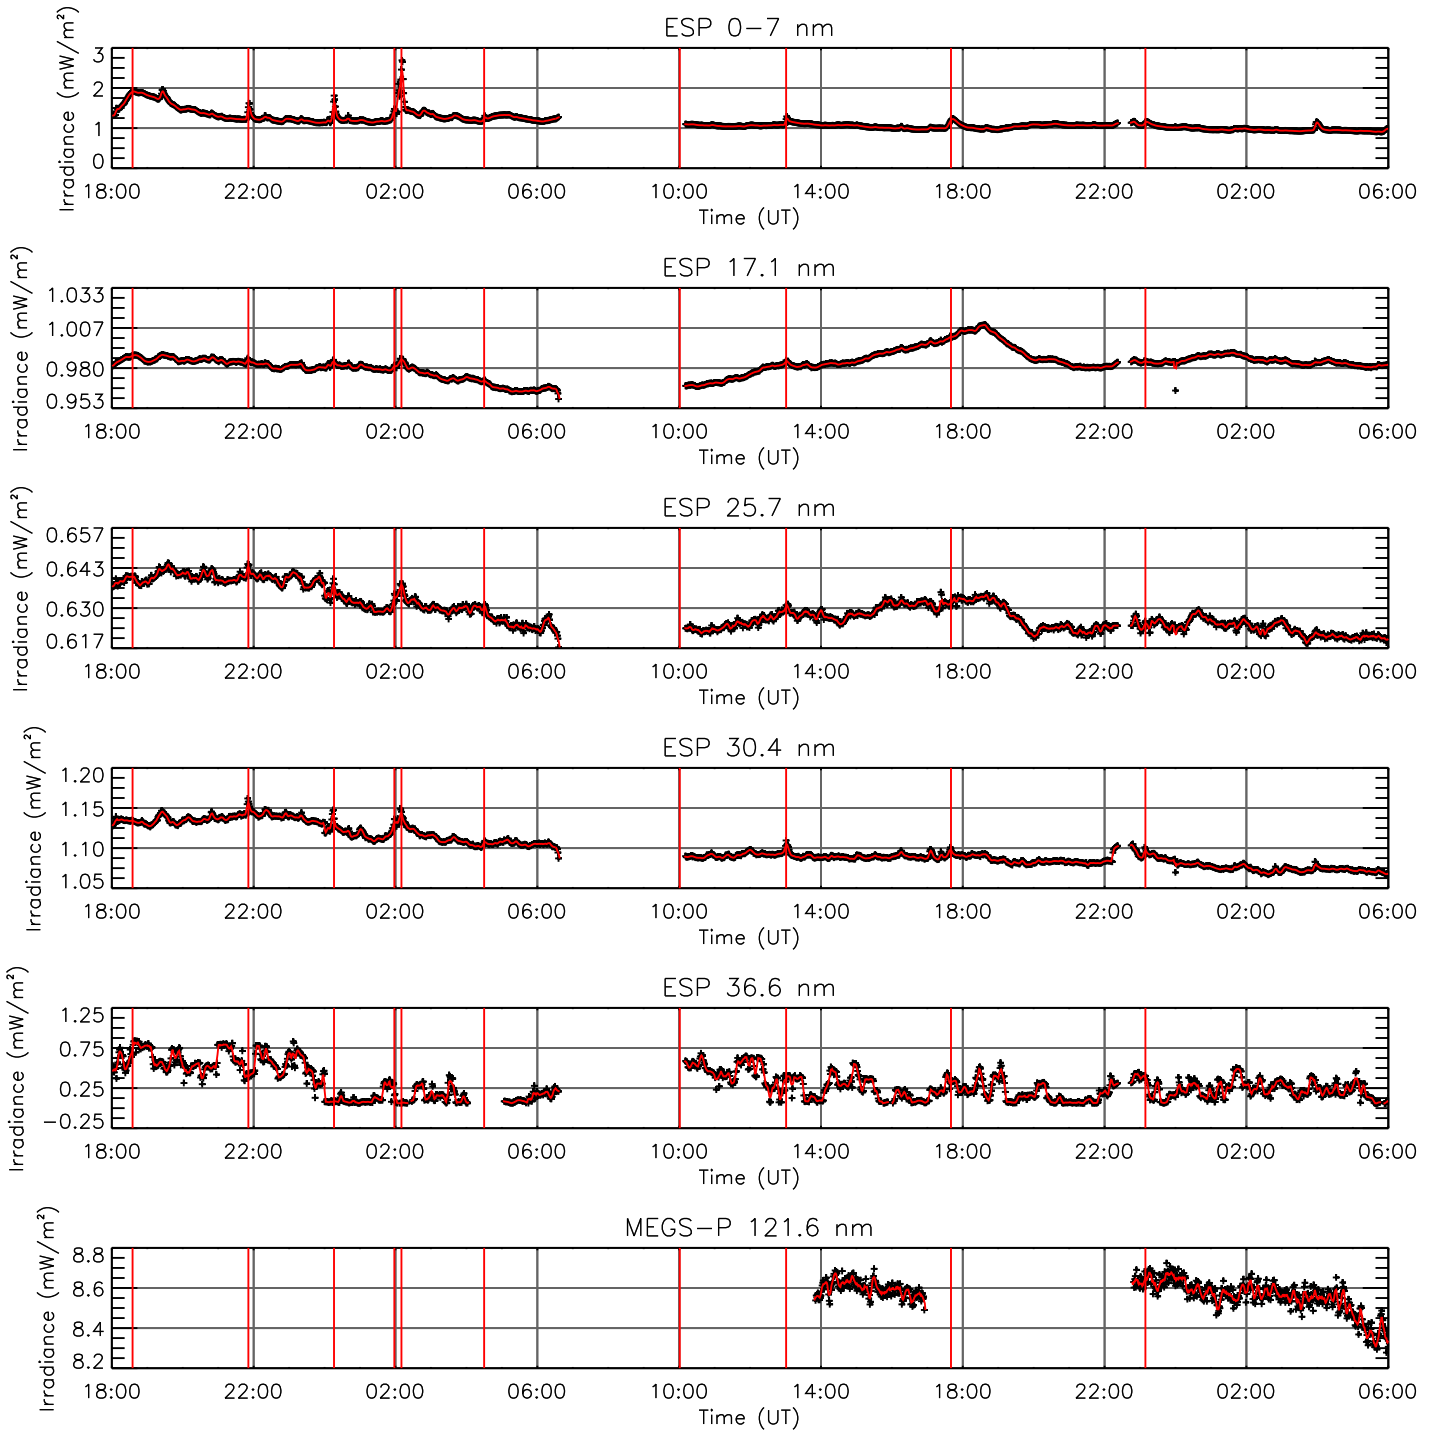 ESP 0−7 nm
Irradiance (mW/m²)
3
2
1
0
18:00 22:00 02:00 06:00 10:00 14:00 18:00 22:00 02:00 06:00
Time (UT)
ESP 17.1 nm
Irradiance (mW/m²)
1.033
1.007
0.980
0.953
18:00 22:00 02:00 06:00 10:00 14:00 18:00 22:00 02:00 06:00
Time (UT)
ESP 25.7 nm
Irradiance (mW/m²)
0.657
0.643
0.630
0.617
18:00 22:00 02:00 06:00 10:00 14:00 18:00 22:00 02:00 06:00
Time (UT)
ESP 30.4 nm
Irradiance (mW/m²)
1.20
1.15
1.10
1.05
18:00 22:00 02:00 06:00 10:00 14:00 18:00 22:00 02:00 06:00
Time (UT)
ESP 36.6 nm
Irradiance (mW/m²)
1.25
0.75
0.25
−0.25
18:00 22:00 02:00 06:00 10:00 14:00 18:00 22:00 02:00 06:00
Time (UT)
MEGS−P 121.6 nm
Irradiance (mW/m²)
8.8
8.6
8.4
8.2
18:00 22:00 02:00 06:00 10:00 14:00 18:00 22:00 02:00 06:00
Time (UT)